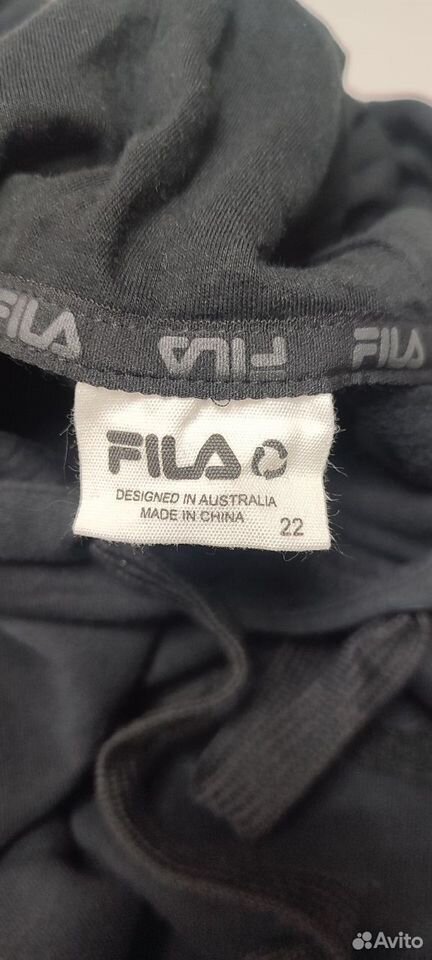 FILA FILA FILA
FILA
DESIGNED IN AUSTRALIA
MADE IN CHINA 22
Avito